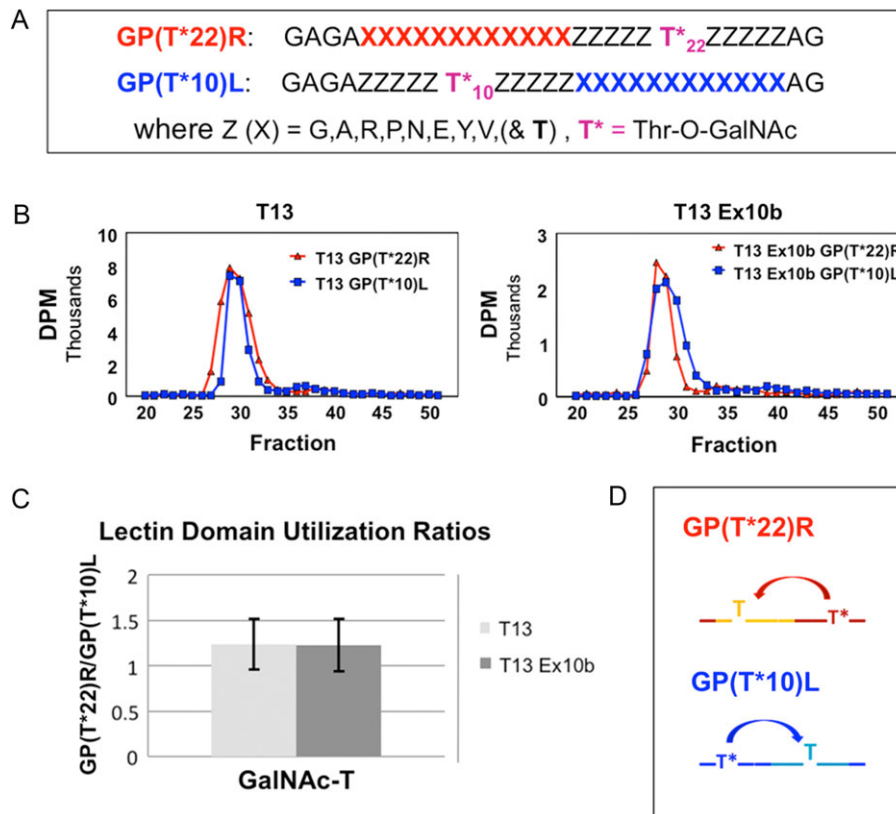 A
GP(T*22)R: GAGAXXXXXXXXXXXXZZZZZ T*22ZZZZZAG
GP(T*10)L: GAGAZZZZZ T*10ZZZZZXXXXXXXXXXXXAG
where Z (X) = G,A,R,P,N,E,Y,V,(& T) , T* = Thr-O-GalNAc
B
T13
DPM
Thousands
10
8
6
4
2
0
T13 GP(T*22)R
T13 GP(T*10)L
20 25 30 35 40 45 50
Fraction
T13 Ex10b
DPM
Thousands
3
2
1
0
T13 Ex10b GP(T*22)R
T13 Ex10b GP(T*10)L
20 25 30 35 40 45 50
Fraction
C
Lectin Domain Utilization Ratios
GP(T*22)R/GP(T*10)L
2
1.5
1
0.5
0
GalNAc-T
T13
T13 Ex10b
D
GP(T*22)R
T
T*
GP(T*10)L
T*
T